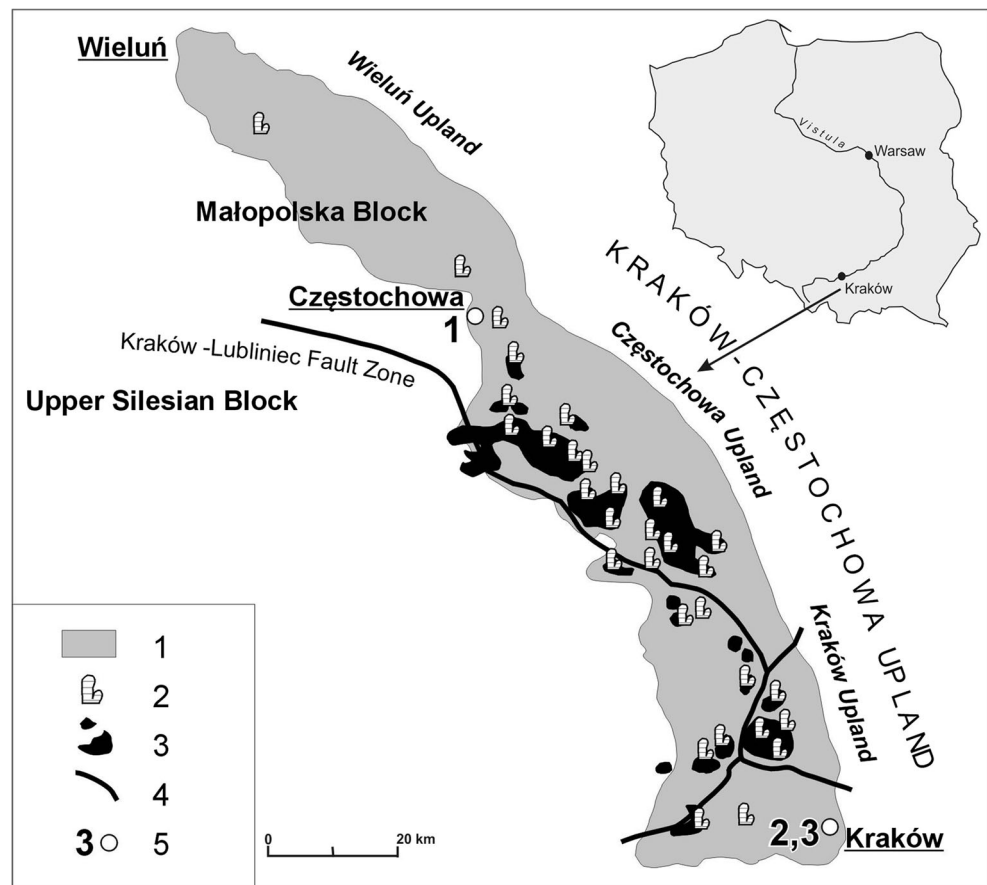 Wieluń
Wieluń Upland
Małopolska Block
Vistula
Warsaw
Kraków
KRAKÓW-CZĘSTOCHOWA UPLAND
Częstochowa
1
Częstochowa Upland
Kraków -Lubliniec Fault Zone
Upper Silesian Block
Kraków Upland
1
2
3
4
3 5
0 20 km
2,3 Kraków